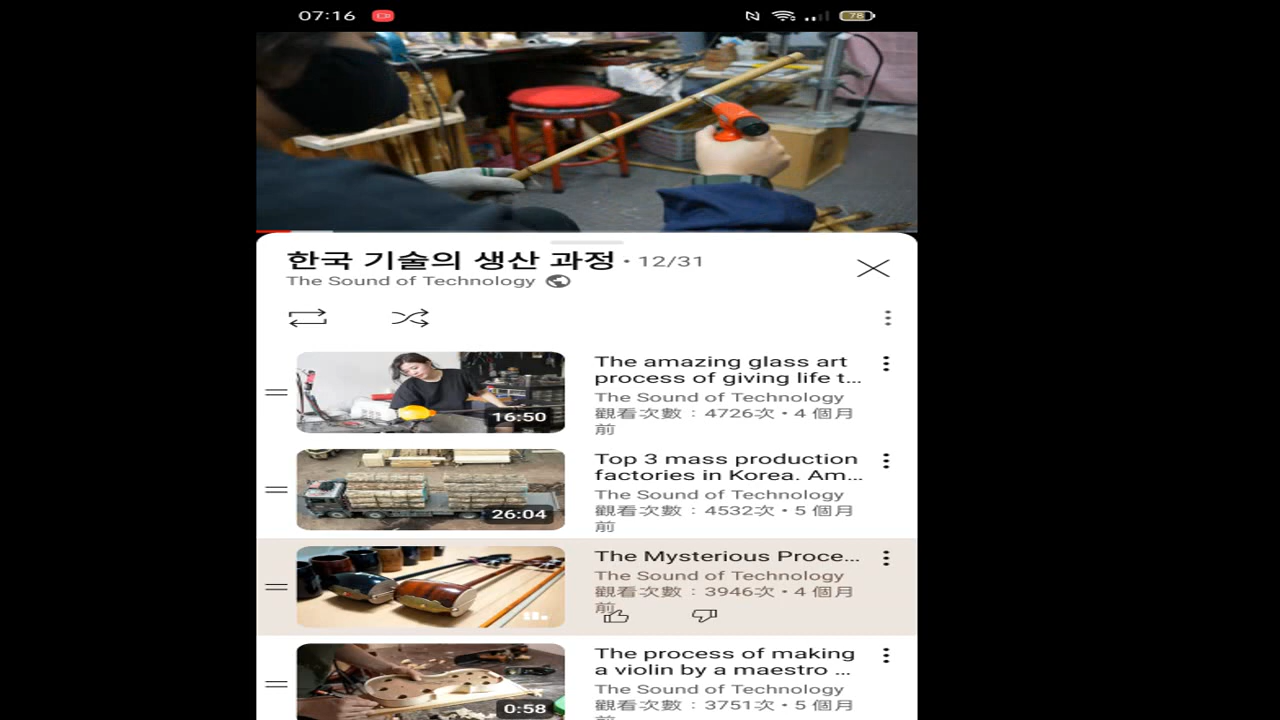 07:16
78
한국 기술의 생산 과정 • 12/31
The Sound of Technology
The amazing glass art
process of giving life t...
The Sound of Technology
觀看次數：4726次 • 4 個月
前
16:50
Top 3 mass production
factories in Korea. Am...
The Sound of Technology
觀看次數：4532次 • 5 個月
前
26:04
The Mysterious Proce...
The Sound of Technology
觀看次數：3946次 • 4 個月
前
The process of making
a violin by a maestro ...
The Sound of Technology
觀看次數：3751次 • 5 個月
前
0:58